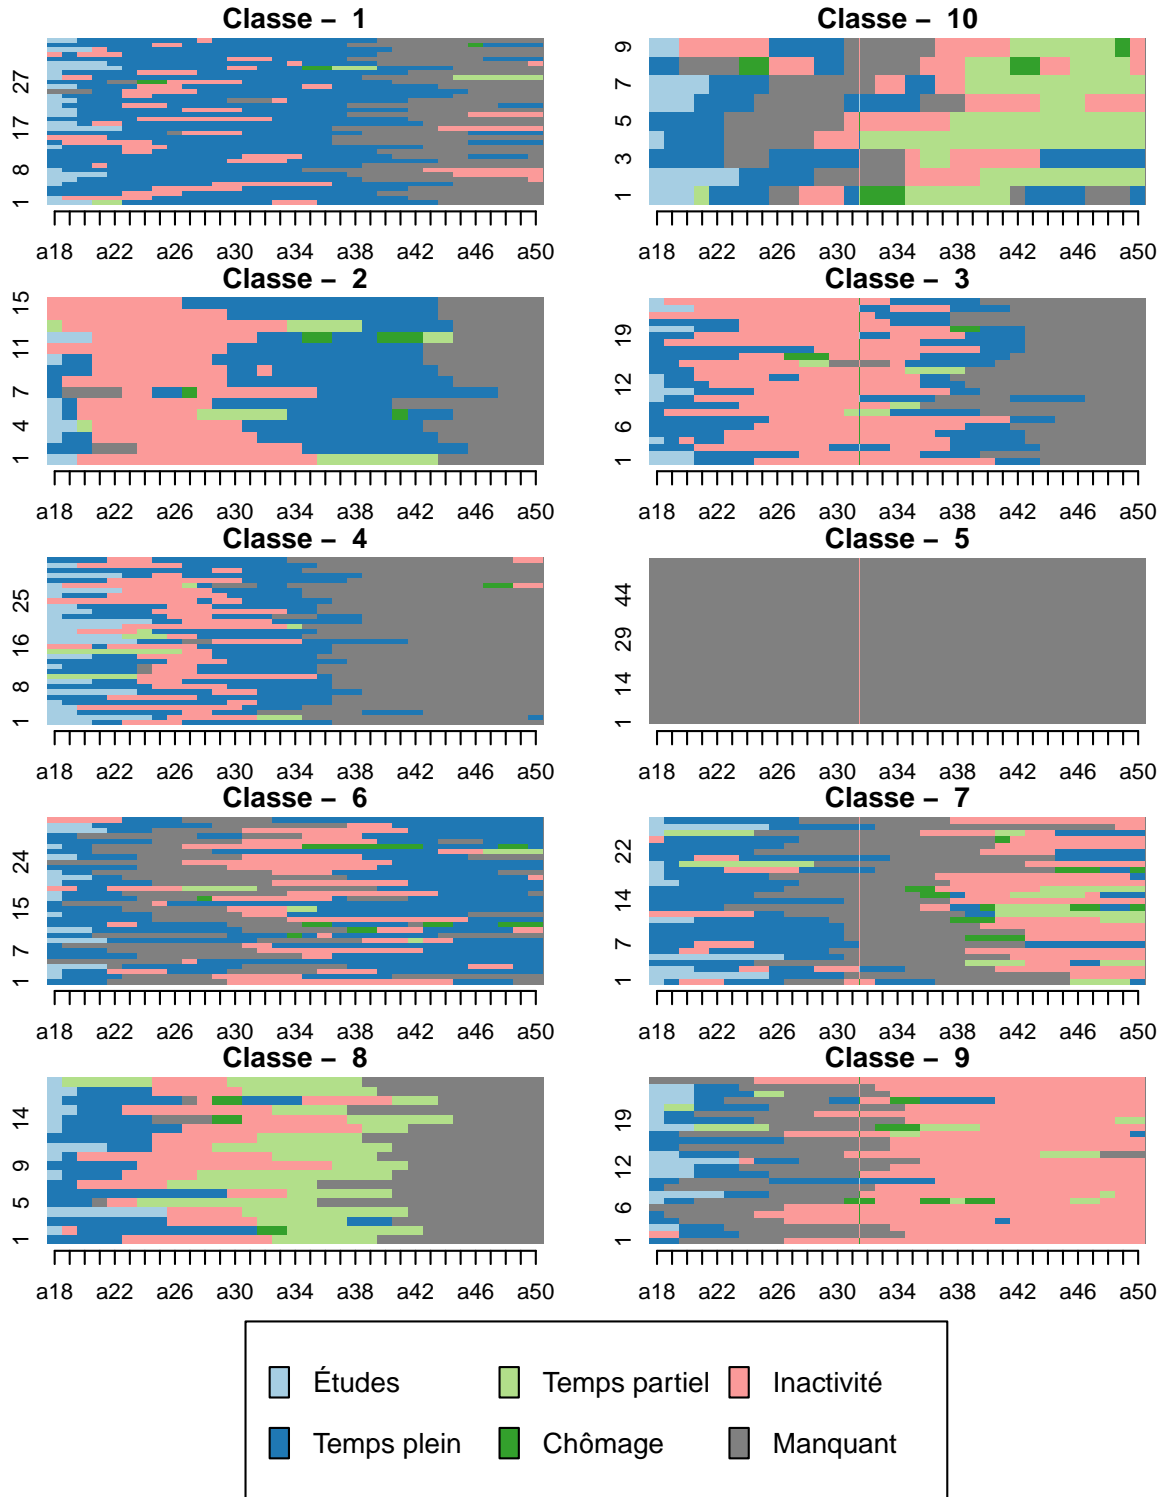 Classe – 1
27
17
8
1
a18 a22 a26 a30 a34 a38 a42 a46 a50
Classe – 10
9
7
5
3
1
a18 a22 a26 a30 a34 a38 a42 a46 a50
Classe – 2
15
11
7
4
1
a18 a22 a26 a30 a34 a38 a42 a46 a50
Classe – 3
19
12
6
1
a18 a22 a26 a30 a34 a38 a42 a46 a50
Classe – 4
25
16
8
1
a18 a22 a26 a30 a34 a38 a42 a46 a50
Classe – 5
44
29
14
1
a18 a22 a26 a30 a34 a38 a42 a46 a50
Classe – 6
24
15
7
1
a18 a22 a26 a30 a34 a38 a42 a46 a50
Classe – 7
22
14
7
1
a18 a22 a26 a30 a34 a38 a42 a46 a50
Classe – 8
14
9
5
1
a18 a22 a26 a30 a34 a38 a42 a46 a50
Classe – 9
19
12
6
1
a18 a22 a26 a30 a34 a38 a42 a46 a50
Études Temps partiel Inactivité
Temps plein Chômage Manquant